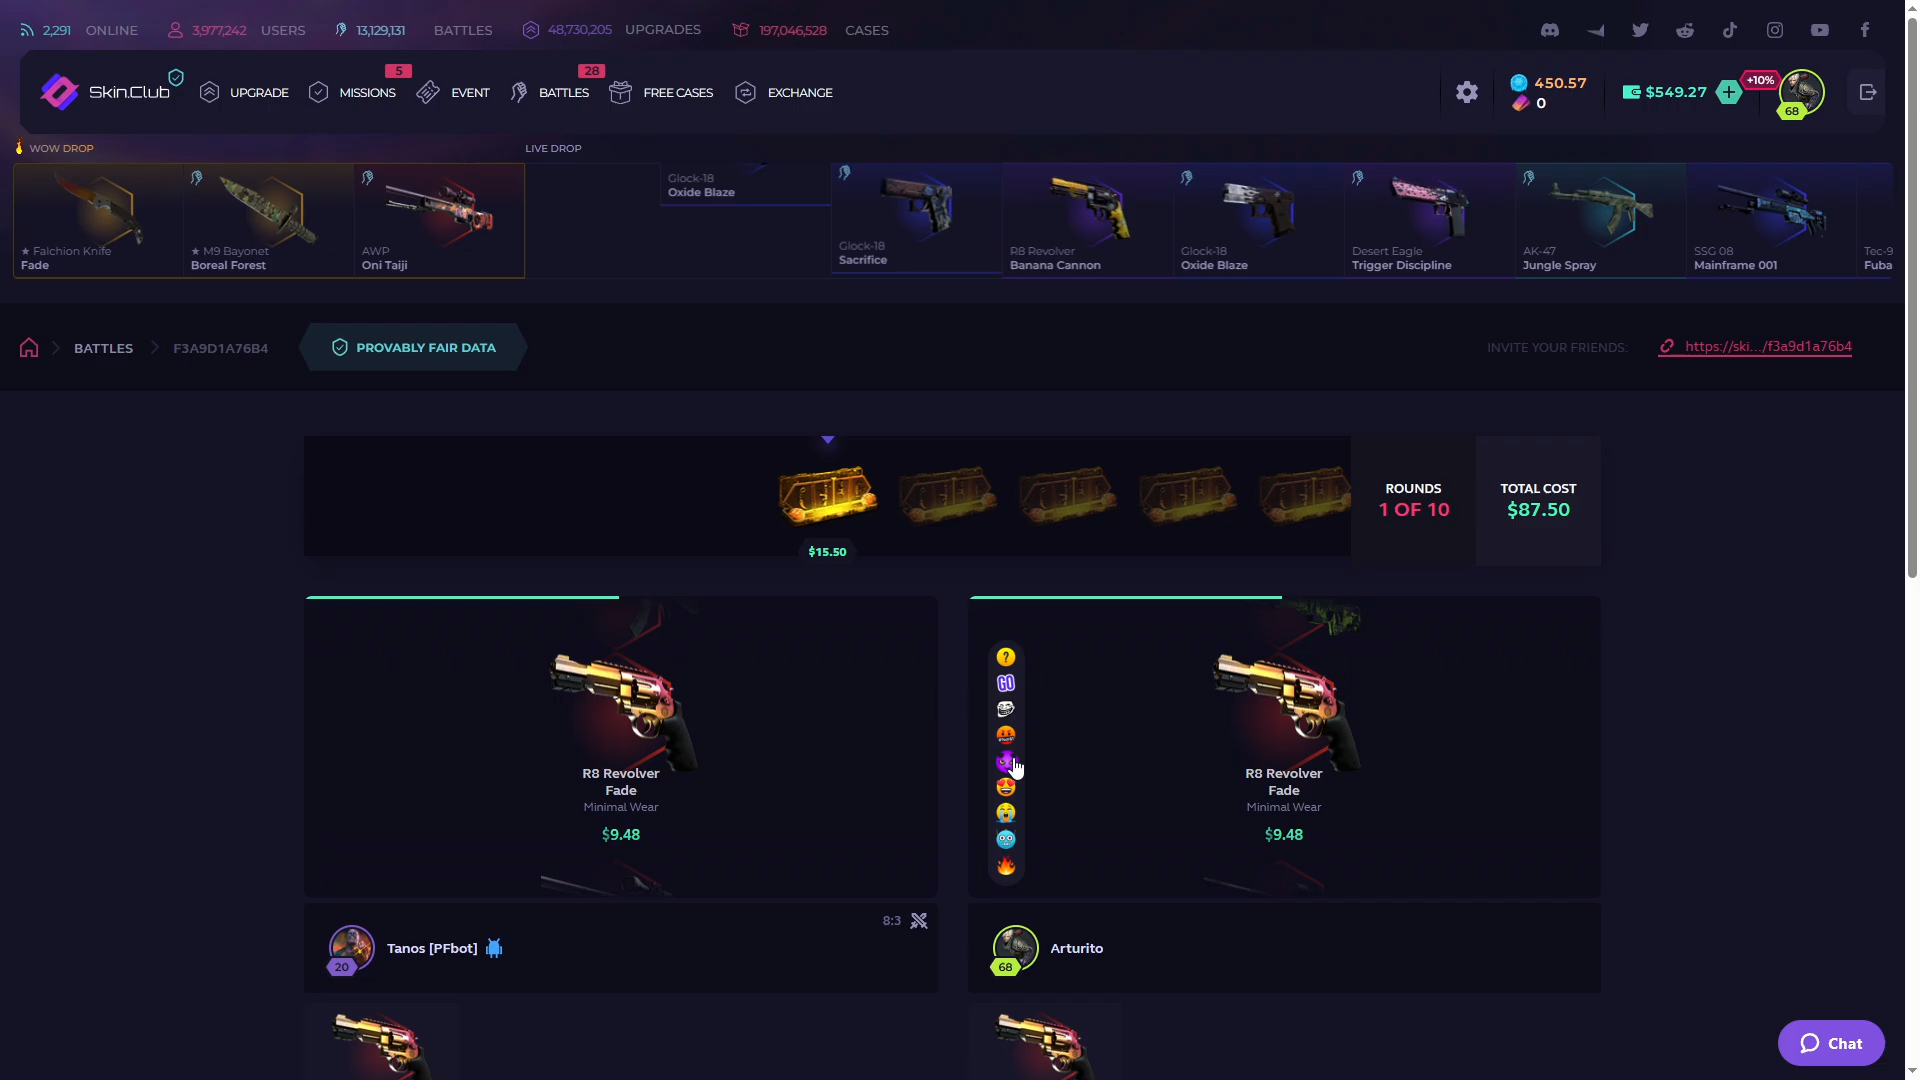 2,291 ONLINE 3,977,242 USERS 13,129,131 BATTLES 48,730,205 UPGRADES 197,046,528 CASES
Skin.Club UPGRADE 5 MISSIONS EVENT 28 BATTLES FREE CASES EXCHANGE 450.57 0 $549.27 +10% 68
WOW DROP LIVE DROP
★ Falchion Knife
Fade
★ M9 Bayonet
Boreal Forest
AWP
Oni Taiji
Glock-18
Oxide Blaze
Glock-18
Sacrifice
R8 Revolver
Banana Cannon
Glock-18
Oxide Blaze
Desert Eagle
Trigger Discipline
AK-47
Jungle Spray
SSG 08
Mainframe 001
Tec-9
Fuba
BATTLES F3A9D1A76B4 PROVABLY FAIR DATA INVITE YOUR FRIENDS: https://ski.../f3a9d1a76b4
ROUNDS
1 OF 10
TOTAL COST
$87.50
$15.50
R8 Revolver
Fade
Minimal Wear
$9.48
GO
R8 Revolver
Fade
Minimal Wear
$9.48
8:3
Tanos [PFbot]
20
Arturito
68
Chat